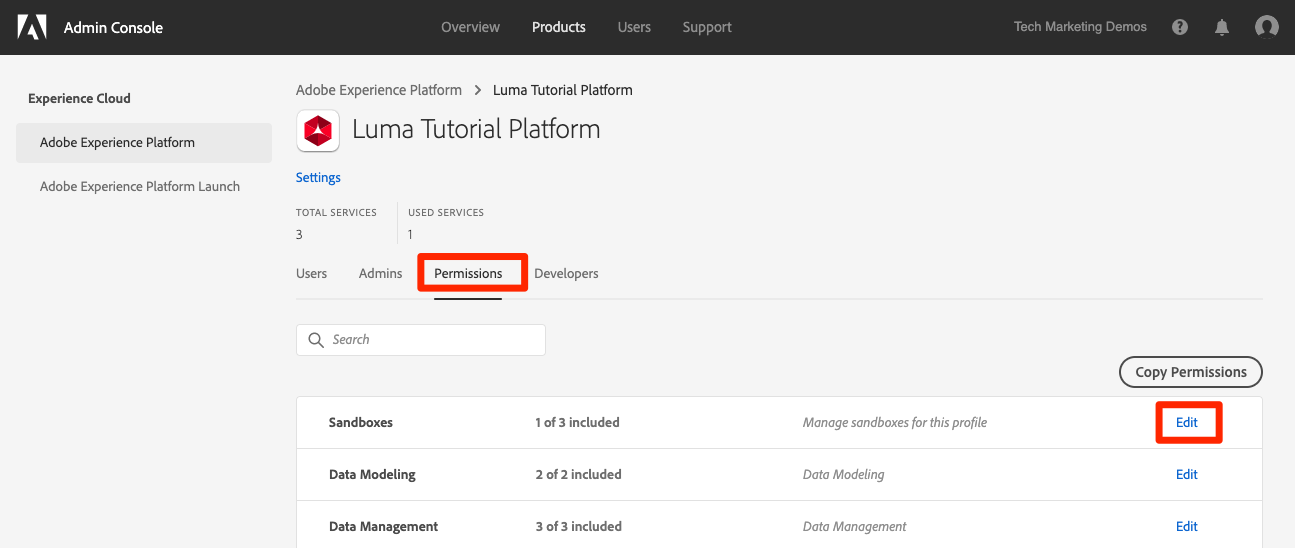 Admin Console
Overview Products Users Support
Tech Marketing Demos
Experience Cloud
Adobe Experience Platform
Adobe Experience Platform Launch
Adobe Experience Platform > Luma Tutorial Platform
Luma Tutorial Platform
Settings
TOTAL SERVICES USED SERVICES
3 1
Users Admins Permissions Developers
Search
Copy Permissions
Sandboxes 1 of 3 included Manage sandboxes for this profile Edit
Data Modeling 2 of 2 included Data Modeling Edit
Data Management 3 of 3 included Data Management Edit